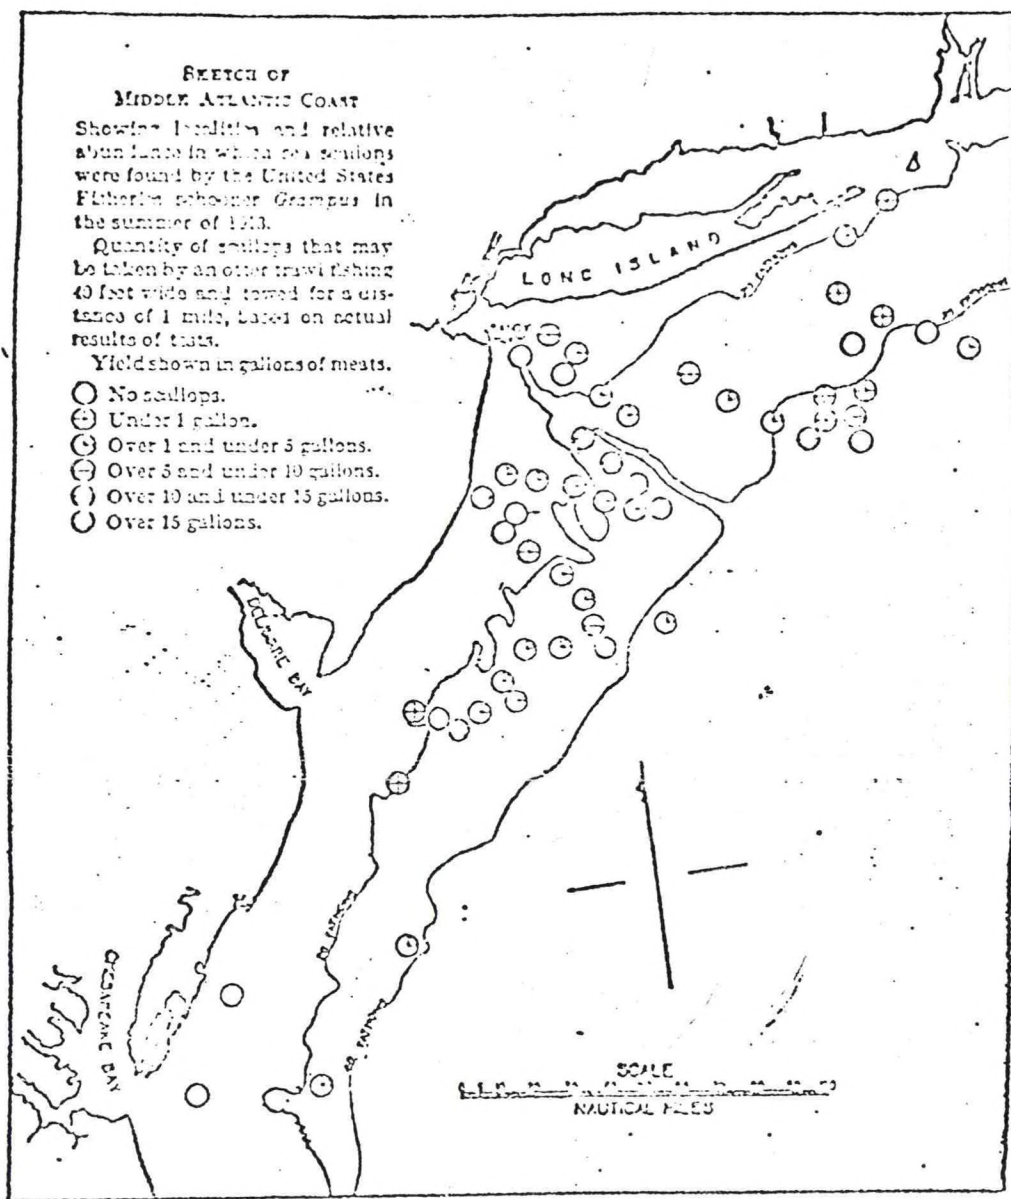 SKETCH OF
MIDDLE ATLANTIC COAST
Showing localities and relative
abundance in which sea scallops
were found by the United States
Fisheries schooner Grampus in
the summer of 1913.
Quantity of scallops that may
be taken by an otter trawl fishing
40 feet wide and towed for a dis-
tance of 1 mile, based on actual
results of tests.
Yield shown in gallons of meats.
No scallops.
Under 1 gallon.
Over 1 and under 5 gallons.
Over 5 and under 10 gallons.
Over 10 and under 15 gallons.
Over 15 gallons.
LONG ISLAND
FATHOMS
DELAWARE BAY
CHESAPEAKE BAY
SCALE
NAUTICAL MILES